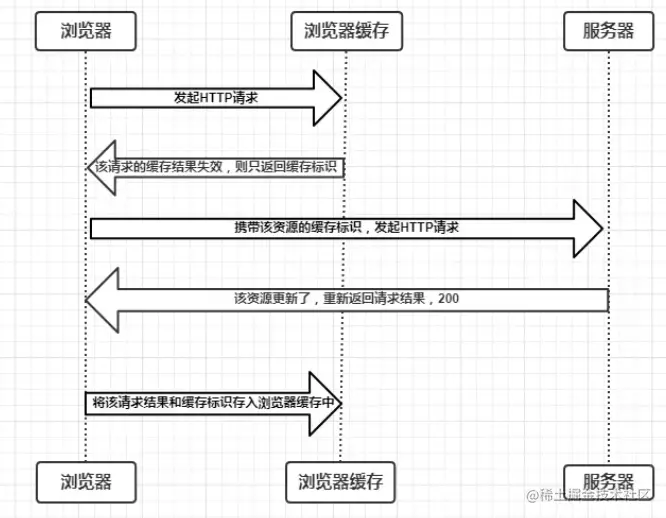 浏览器 浏览器缓存 服务器
发起HTTP请求
该请求的缓存结果失效，则只返回缓存标识
携带该资源的缓存标识，发起HTTP请求
该资源更新了，重新返回请求结果，200
将该请求结果和缓存标识存入浏览器缓存中
浏览器 浏览器缓存 服务器
@稀土掘金技术社区